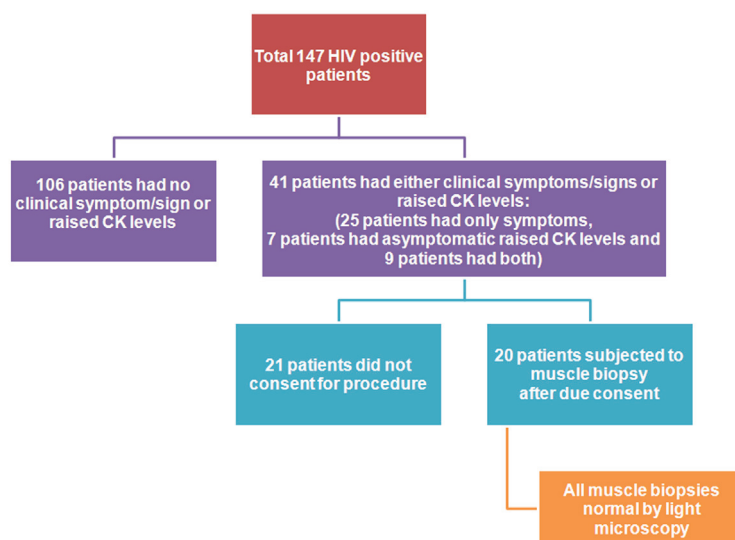 Total 147 HIV positive
patients
106 patients had no
clinical symptom/sign or
raised CK levels
41 patients had either clinical symptoms/signs or
raised CK levels:
(25 patients had only symptoms,
7 patients had asymptomatic raised CK levels and
9 patients had both)
21 patients did not
consent for procedure
20 patients subjected to
muscle biopsy
after due consent
All muscle biopsies
normal by light
microscopy